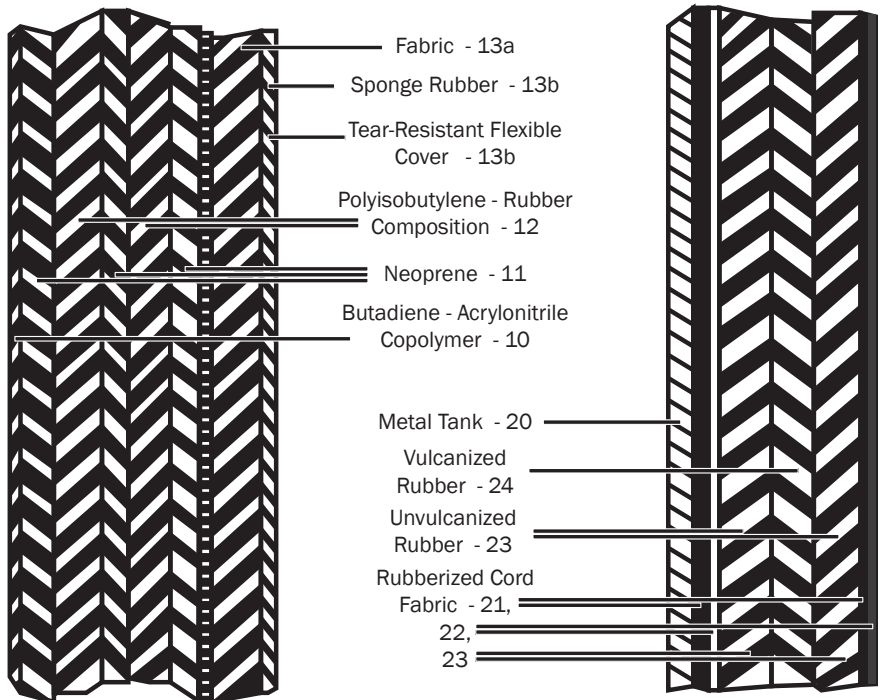 Fabric - 13a
Sponge Rubber - 13b
Tear-Resistant Flexible
Cover - 13b
Polyisobutylene - Rubber
Composition - 12
Neoprene - 11
Butadiene - Acrylonitrile
Copolymer - 10
Metal Tank - 20
Vulcanized
Rubber - 24
Unvulcanized
Rubber - 23
Rubberized Cord
Fabric - 21,
22,
23